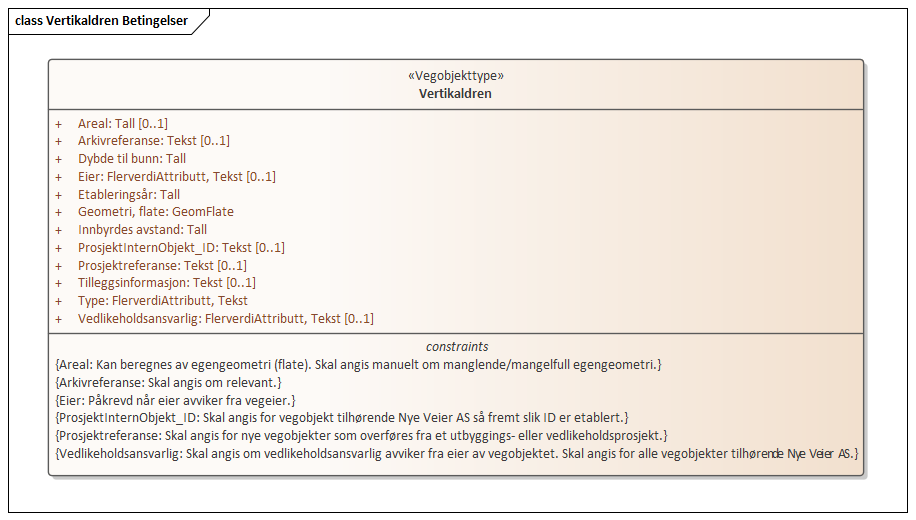 class Vertikaldren Betingelser
«Vegobjekttype»
Vertikaldren
+ Areal: Tall [0..1]
+ Arkivreferanse: Tekst [0..1]
+ Dybde til bunn: Tall
+ Eier: FlerverdiAttributt, Tekst [0..1]
+ Etableringsår: Tall
+ Geometri, flate: GeomFlate
+ Innbyrdes avstand: Tall
+ ProsjektInternObjekt_ID: Tekst [0..1]
+ Prosjektreferanse: Tekst [0..1]
+ Tilleggsinformasjon: Tekst [0..1]
+ Type: FlerverdiAttributt, Tekst
+ Vedlikeholdsansvarlig: FlerverdiAttributt, Tekst [0..1]
constraints
{Areal: Kan beregnes av egengeometri (flate). Skal angis manuelt om manglende/mangelfull egengeometri.}
{Arkivreferanse: Skal angis om relevant.}
{Eier: Påkrevd når eier avviker fra vegeier.}
{ProsjektInternObjekt_ID: Skal angis for vegobjekt tilhørende Nye Veier AS så fremt slik ID er etablert.}
{Prosjektreferanse: Skal angis for nye vegobjekter som overføres fra et utbyggings- eller vedlikeholdsprosjekt.}
{Vedlikeholdsansvarlig: Skal angis om vedlikeholdsansvarlig avviker fra eier av vegobjektet. Skal angis for alle vegobjekter tilhørende Nye Veier AS.}